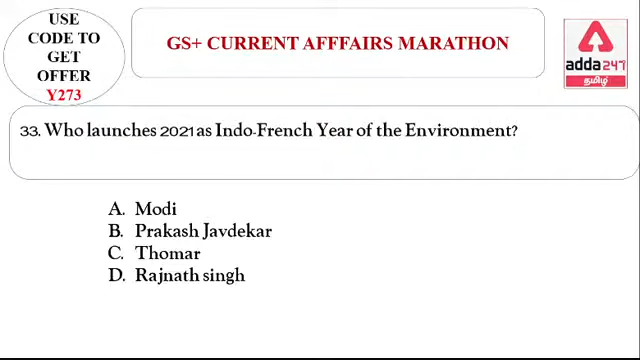 USE
CODE TO
GET
OFFER
Y273
GS+ CURRENT AFFFAIRS MARATHON
adda247
தமிழ்
33. Who launches 2021 as Indo-French Year of the Environment?
A. Modi
B. Prakash Javdekar
C. Thomar
D. Rajnath singh